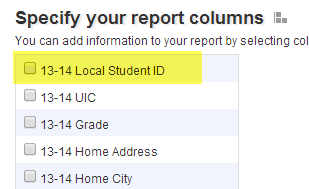 Specify your report columns
You can add information to your report by selecting col
13-14 Local Student ID
13-14 UIC
13-14 Grade
13-14 Home Address
13-14 Home City